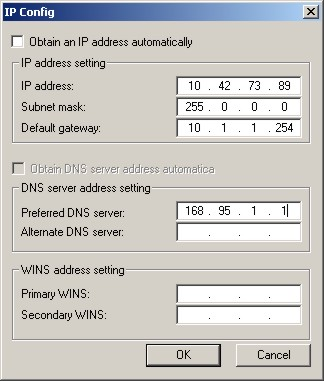 IP Config
Obtain an IP address automatically
IP address setting
IP address: 10 . 42 . 73 . 89
Subnet mask: 255 . 0 . 0 . 0
Default gateway: 10 . 1 . 1 . 254
Obtain DNS server address automatica
DNS server address setting
Preferred DNS server: 168 . 95 . 1 . 1
Alternate DNS server: . . .
WINS address setting
Primary WINS: . . .
Secondary WINS: . . .
OK Cancel